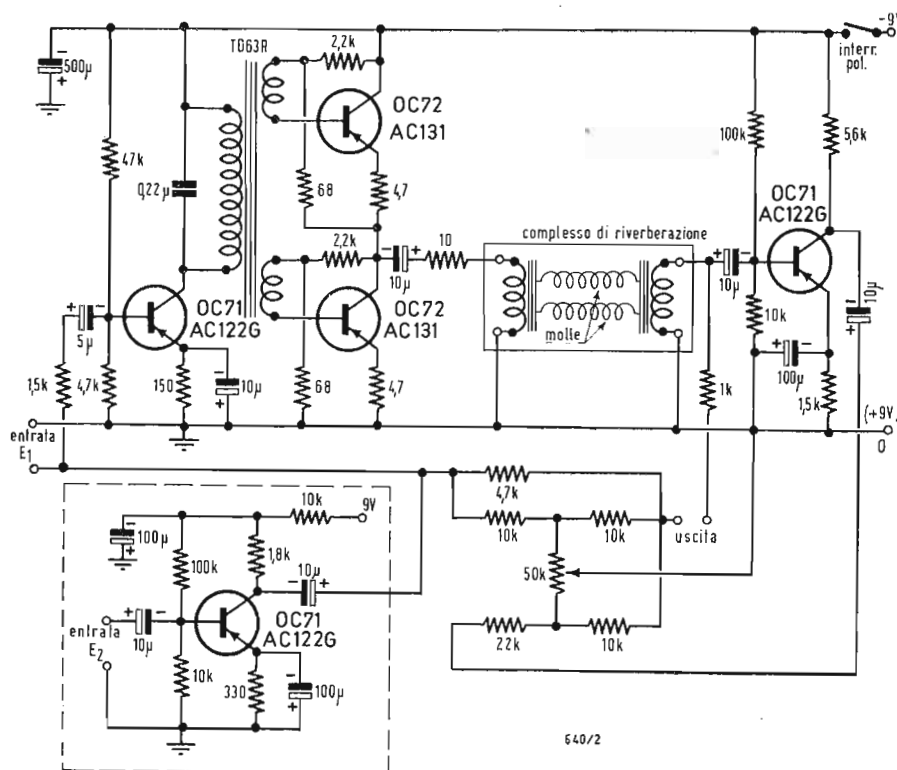 TD63R
-9V
interr.
pol.
500µ
-
+
2,2k
OC72
AC131
47k
100k
5,6k
0,22µ
68
4,7
OC71
AC122G
complesso di riverberazione
2,2k
10
-
+
10µ
+
-
10µ
OC71
AC122G
OC72
AC131
molle
10k
-
10µ
+
+
-
5µ
1,5k
4,7k
150
-
10µ
+
68
4,7
1k
-
+
100µ
1,5k
entrata
E1
(+9V)
0
4,7k
10k
10k
uscita
50k
22k
10k
10k
9V
100µ
-
+
100k
1,8k
10µ
-
+
OC71
AC122G
entrata
E2
+
-
10µ
10k
330
-
+
100µ
640/2